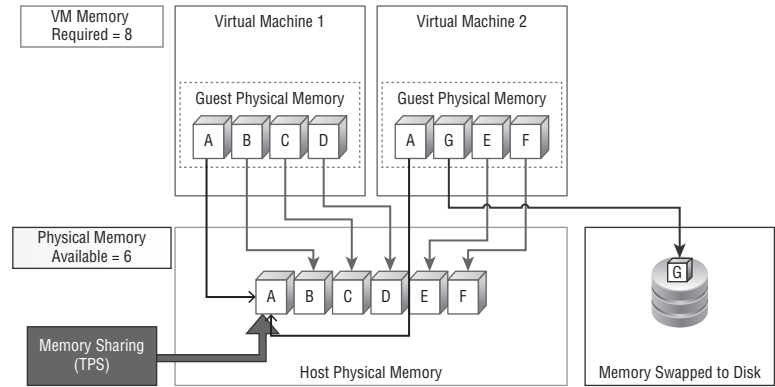 VM Memory
Required = 8
Virtual Machine 1
Virtual Machine 2
Guest Physical Memory
Guest Physical Memory
A B C D
A G E F
Physical Memory
Available = 6
A B C D E F
G
Memory Sharing
(TPS)
Host Physical Memory
Memory Swapped to Disk